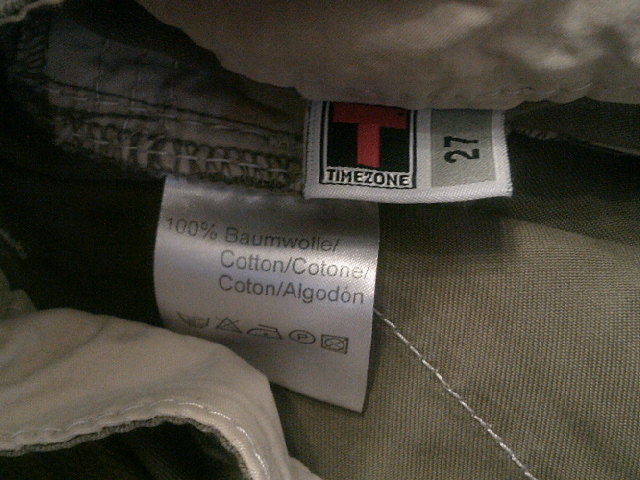 T
TIMEZONE
27
100% Baumwolle/
Cotton/Cotone/
Coton/Algodón
P